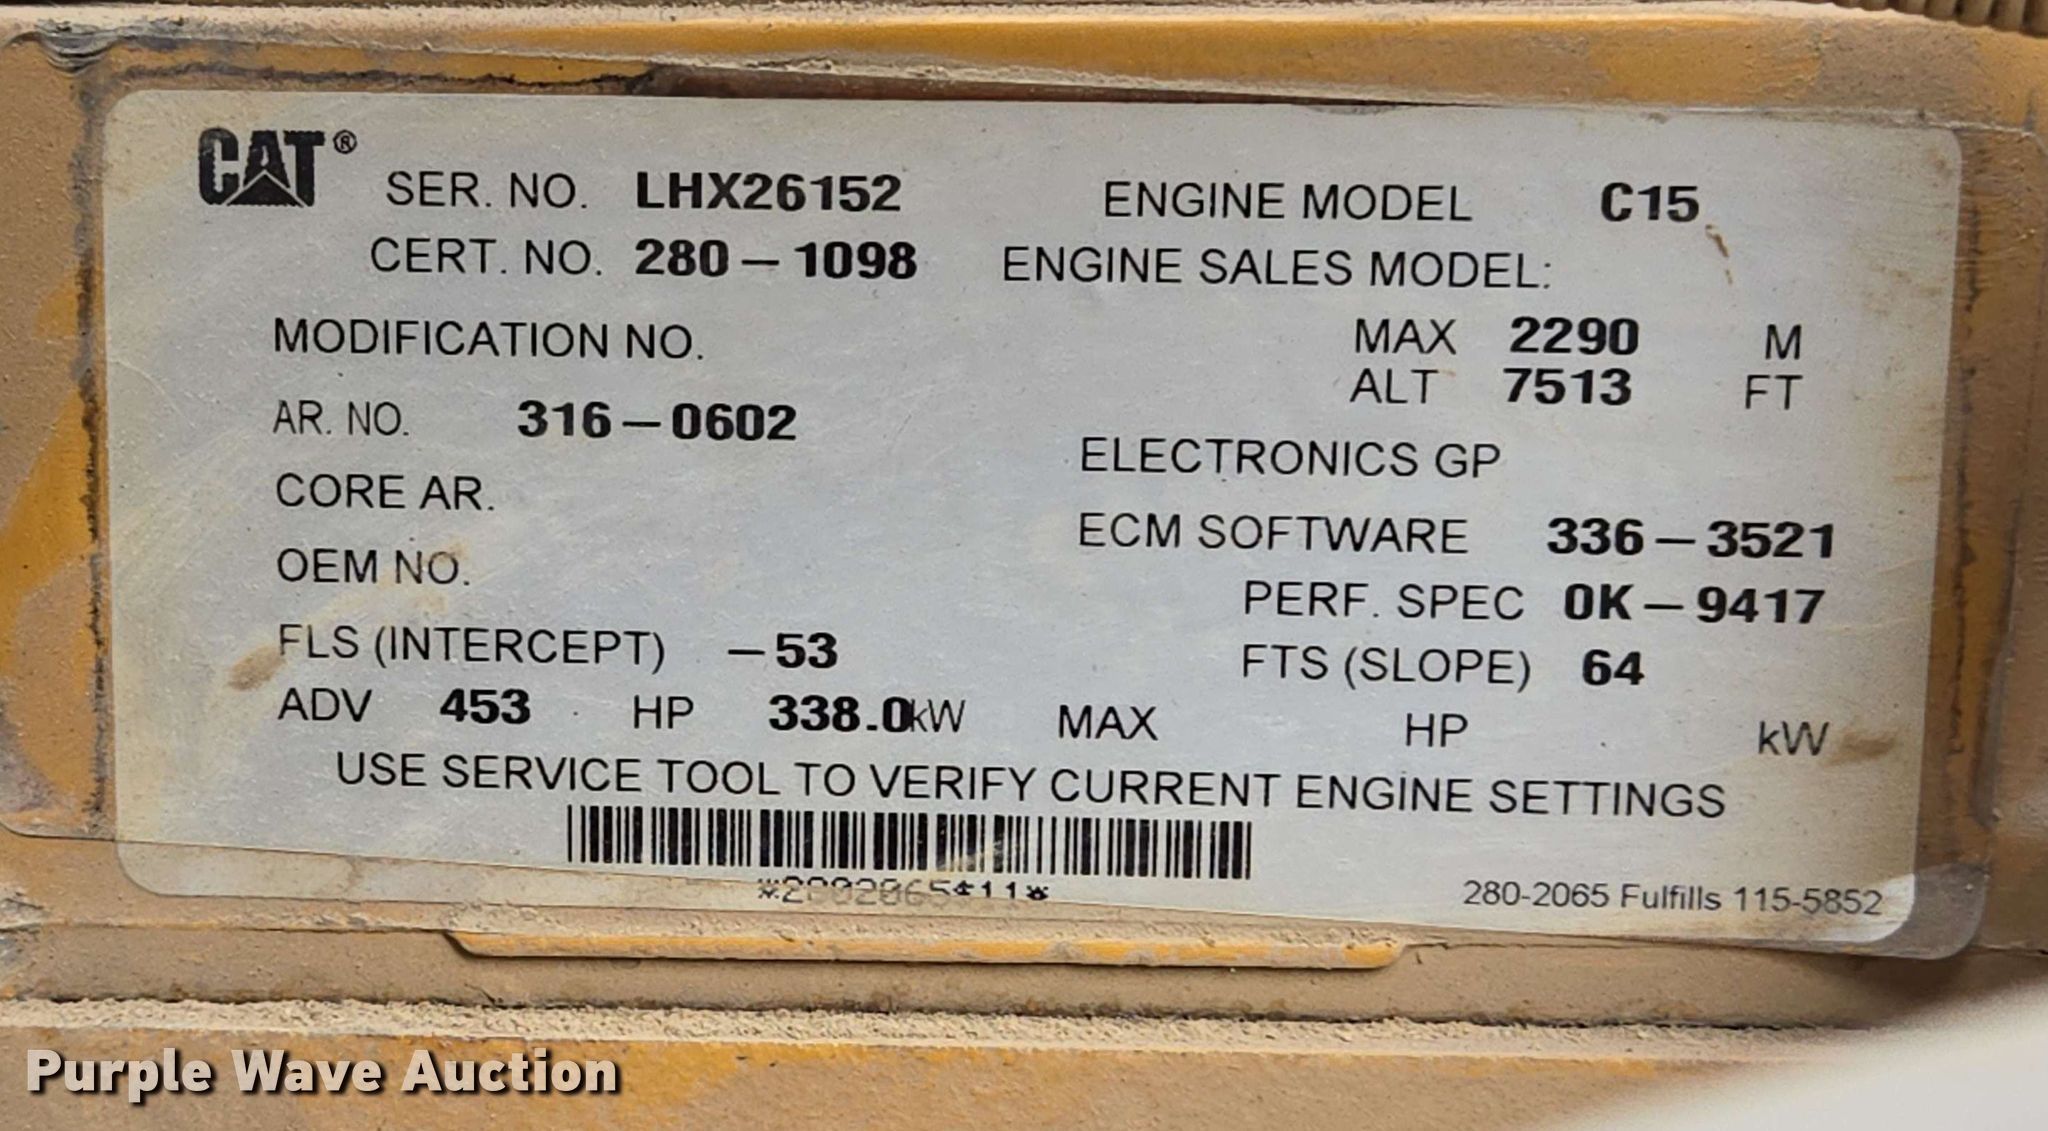 CAT®
SER. NO. LHX26152 ENGINE MODEL C15
CERT. NO. 280-1098 ENGINE SALES MODEL:
MODIFICATION NO. MAX 2290 M
ALT 7513 FT
AR. NO. 316-0602
ELECTRONICS GP
CORE AR.
ECM SOFTWARE 336-3521
OEM NO.
PERF. SPEC 0K-9417
FLS (INTERCEPT) -53 FTS (SLOPE) 64
ADV 453 HP 338.0kW MAX HP kW
USE SERVICE TOOL TO VERIFY CURRENT ENGINE SETTINGS
280-2065 Fulfills 115-5852
Purple Wave Auction